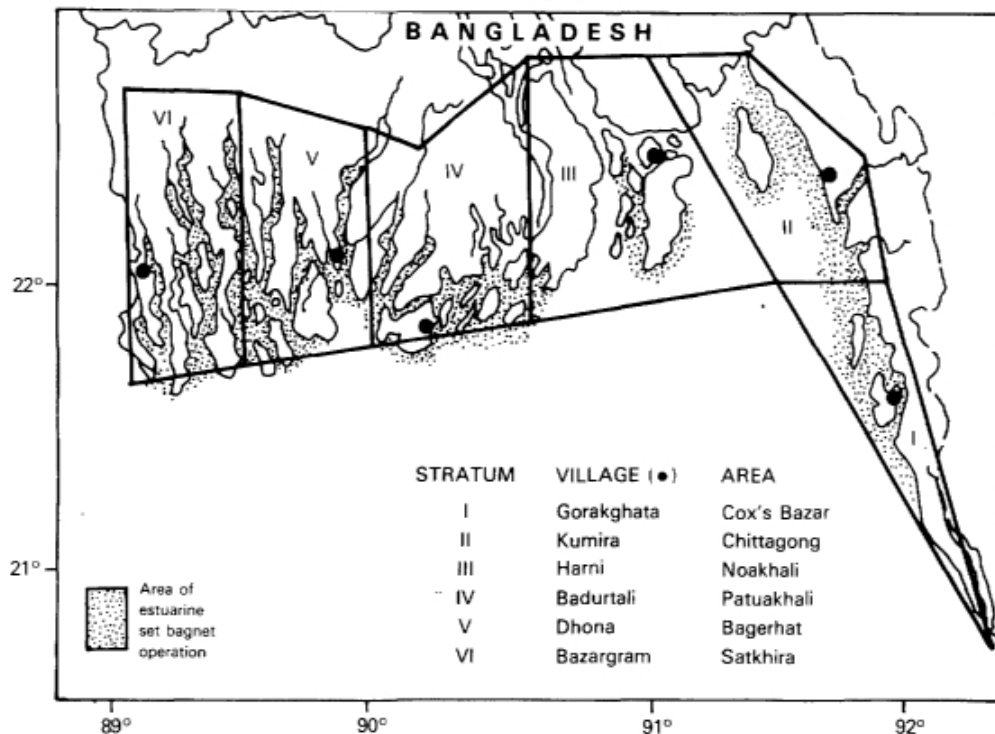 BANGLADESH
VI
V
IV
III
II
I
22°
21°
STRATUM VILLAGE (●) AREA
I Gorakghata Cox's Bazar
II Kumira Chittagong
III Harni Noakhali
IV Badurtali Patuakhali
V Dhona Bagerhat
VI Bazargram Satkhira
Area of
estuarine
set bagnet
operation
89° 90° 91° 92°